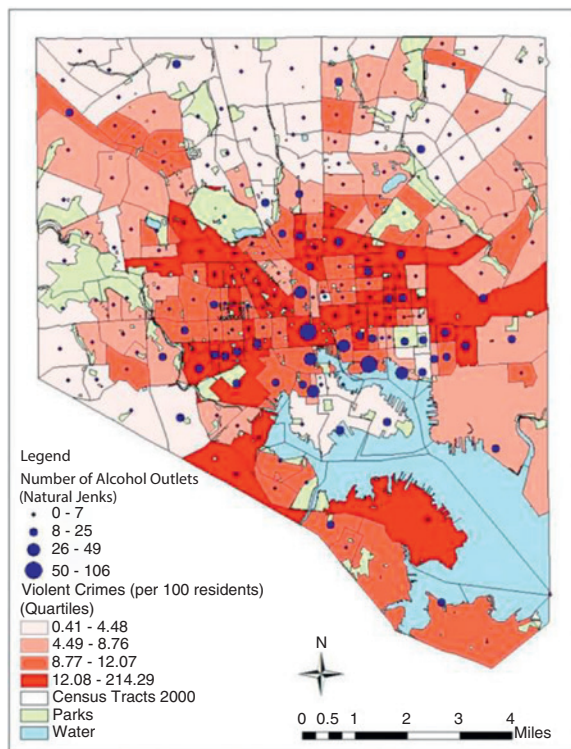 Legend
Number of Alcohol Outlets
(Natural Jenks)
0 - 7
8 - 25
26 - 49
50 - 106
Violent Crimes (per 100 residents)
(Quartiles)
0.41 - 4.48
4.49 - 8.76
8.77 - 12.07
12.08 - 214.29
Census Tracts 2000
Parks
Water
N
0 0.5 1 2 3 4
Miles